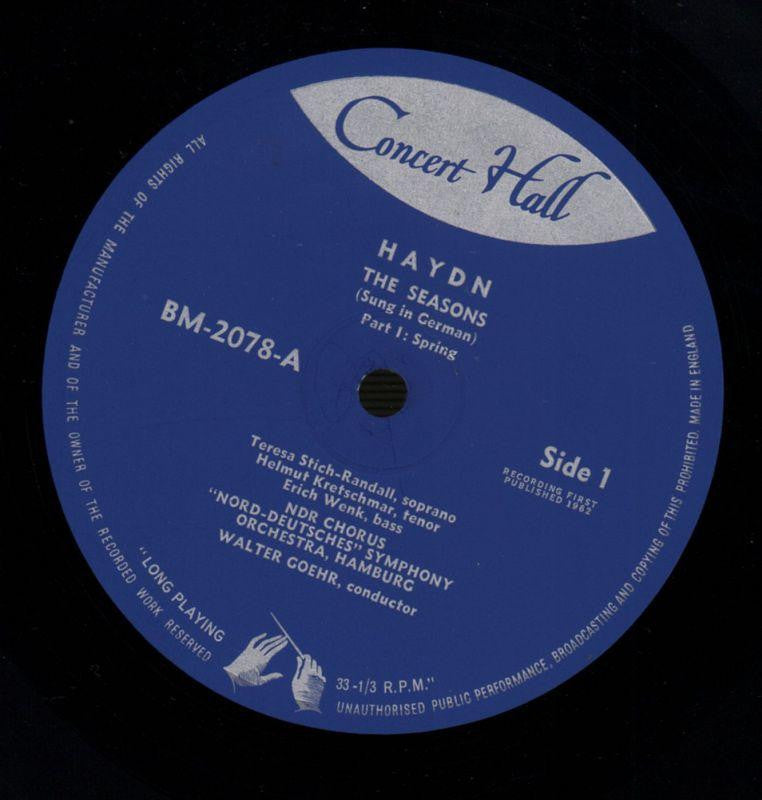 Concert Hall
HAYDN
THE SEASONS
(Sung in German)
Part 1: Spring
BM-2078-A
Side 1
RECORDING FIRST
PUBLISHED 1962
Teresa Stich-Randall, soprano
Helmut Kretschmar, tenor
Erich Wenk, bass
NDR CHORUS
"NORD-DEUTSCHES" SYMPHONY
ORCHESTRA, HAMBURG
WALTER GOEHR, conductor
"LONG PLAYING
33-1/3 R.P.M."
ALL RIGHTS OF THE MANUFACTURER AND OF THE OWNER OF THE RECORDED WORK RESERVED
UNAUTHORISED PUBLIC PERFORMANCE, BROADCASTING AND COPYING OF THIS PROHIBITED. MADE IN ENGLAND